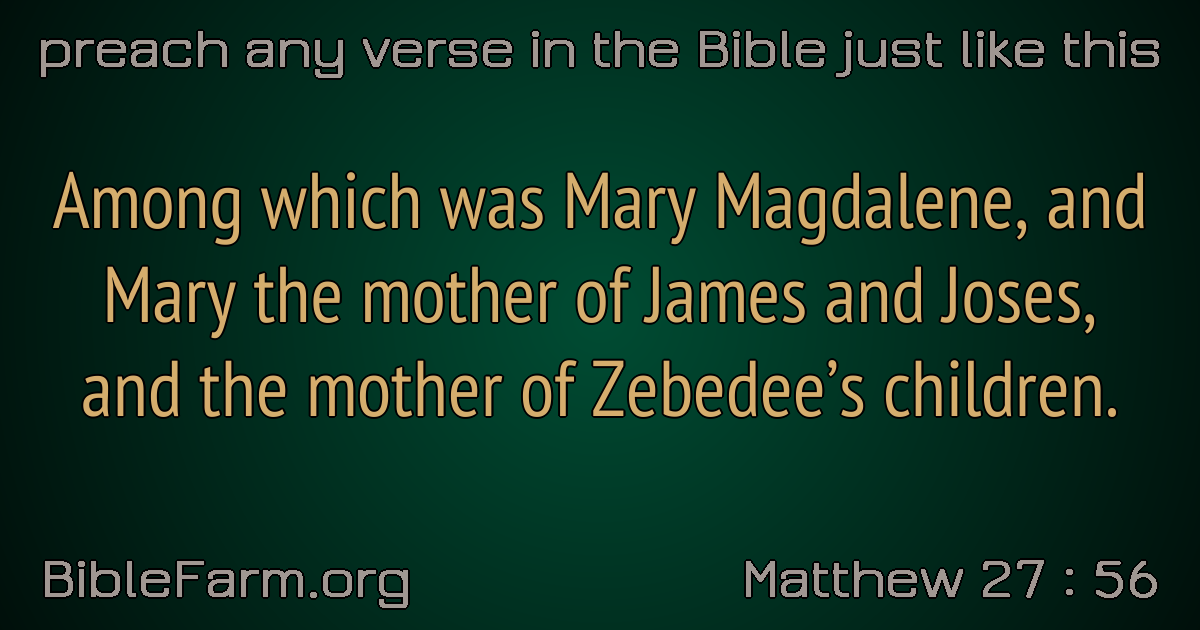 preach any verse in the Bible just like this
Among which was Mary Magdalene, and
Mary the mother of James and Joses,
and the mother of Zebedee’s children.
BibleFarm.org
Matthew 27 : 56